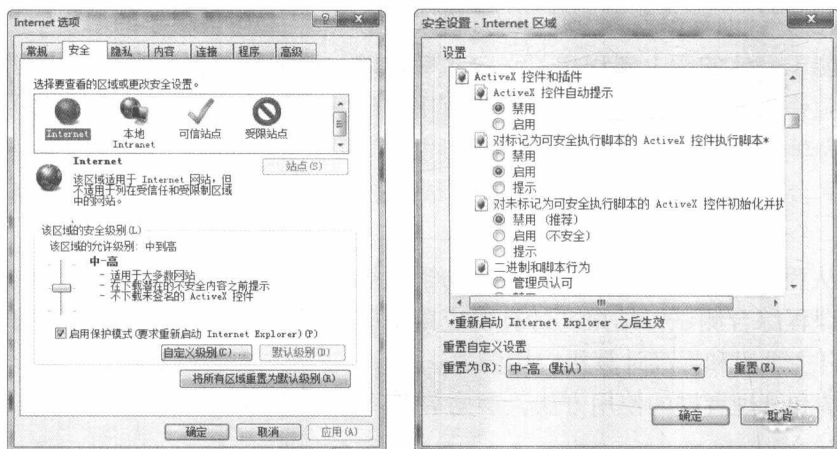 Internet 选项
常规 安全 隐私 内容 连接 程序 高级
选择要查看的区域或更改安全设置。
Internet 本地 Intranet 可信站点 受限站点
Internet
站点(S)
该区域适用于 Internet 网站，但
不适用于列在受信任和受限制区域
中的网站。
该区域的安全级别(L)
该区域的允许级别: 中到高
中-高
- 适用于大多数网站
- 在下载潜在的不安全内容之前提示
- 不下载未签名的 ActiveX 控件
启用保护模式(要求重新启动 Internet Explorer)(P)
自定义级别(C)... 默认级别(D)
将所有区域重置为默认级别(R)
确定 取消 应用(A)
安全设置 - Internet 区域
设置
ActiveX 控件和插件
ActiveX 控件自动提示
禁用
启用
对标记为可安全执行脚本的 ActiveX 控件执行脚本*
禁用
启用
提示
对未标记为可安全执行脚本的 ActiveX 控件初始化并执
禁用 (推荐)
启用 (不安全)
提示
二进制和脚本行为
管理员认可
*重新启动 Internet Explorer 之后生效
重置自定义设置
重置为(R): 中-高 (默认) 重置(E)...
确定 取消